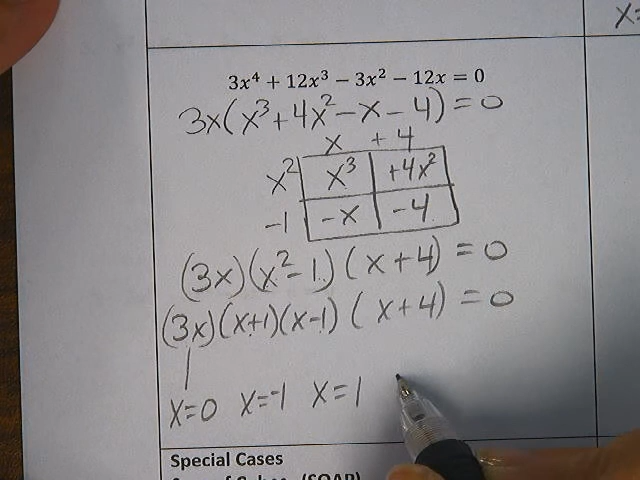 x=
3x⁴ + 12x³ − 3x² − 12x = 0
3x(x³+4x²-x-4)=0
x +4
x² x³ +4x²
-1 -x -4
(3x)(x²-1)(x+4)=0
(3x)(x+1)(x-1)(x+4)=0
x=0 x=-1 x=1
Special Cases
(SOAP)